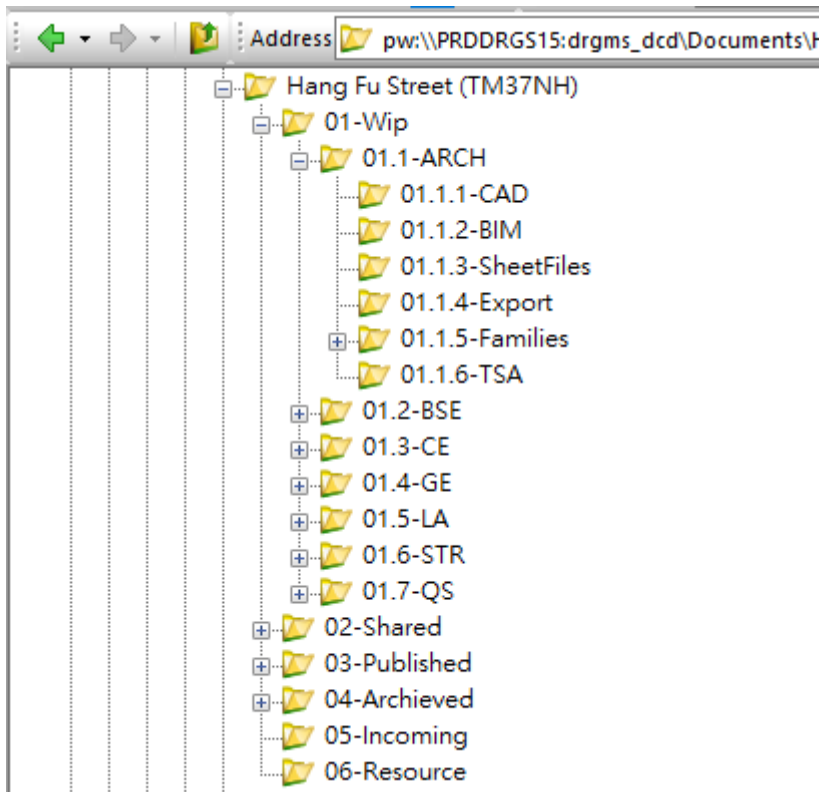 Address pw:\\PRDDRGS15:drgms_dcd\Documents\H
Hang Fu Street (TM37NH)
01-Wip
01.1-ARCH
01.1.1-CAD
01.1.2-BIM
01.1.3-SheetFiles
01.1.4-Export
01.1.5-Families
01.1.6-TSA
01.2-BSE
01.3-CE
01.4-GE
01.5-LA
01.6-STR
01.7-QS
02-Shared
03-Published
04-Archieved
05-Incoming
06-Resource